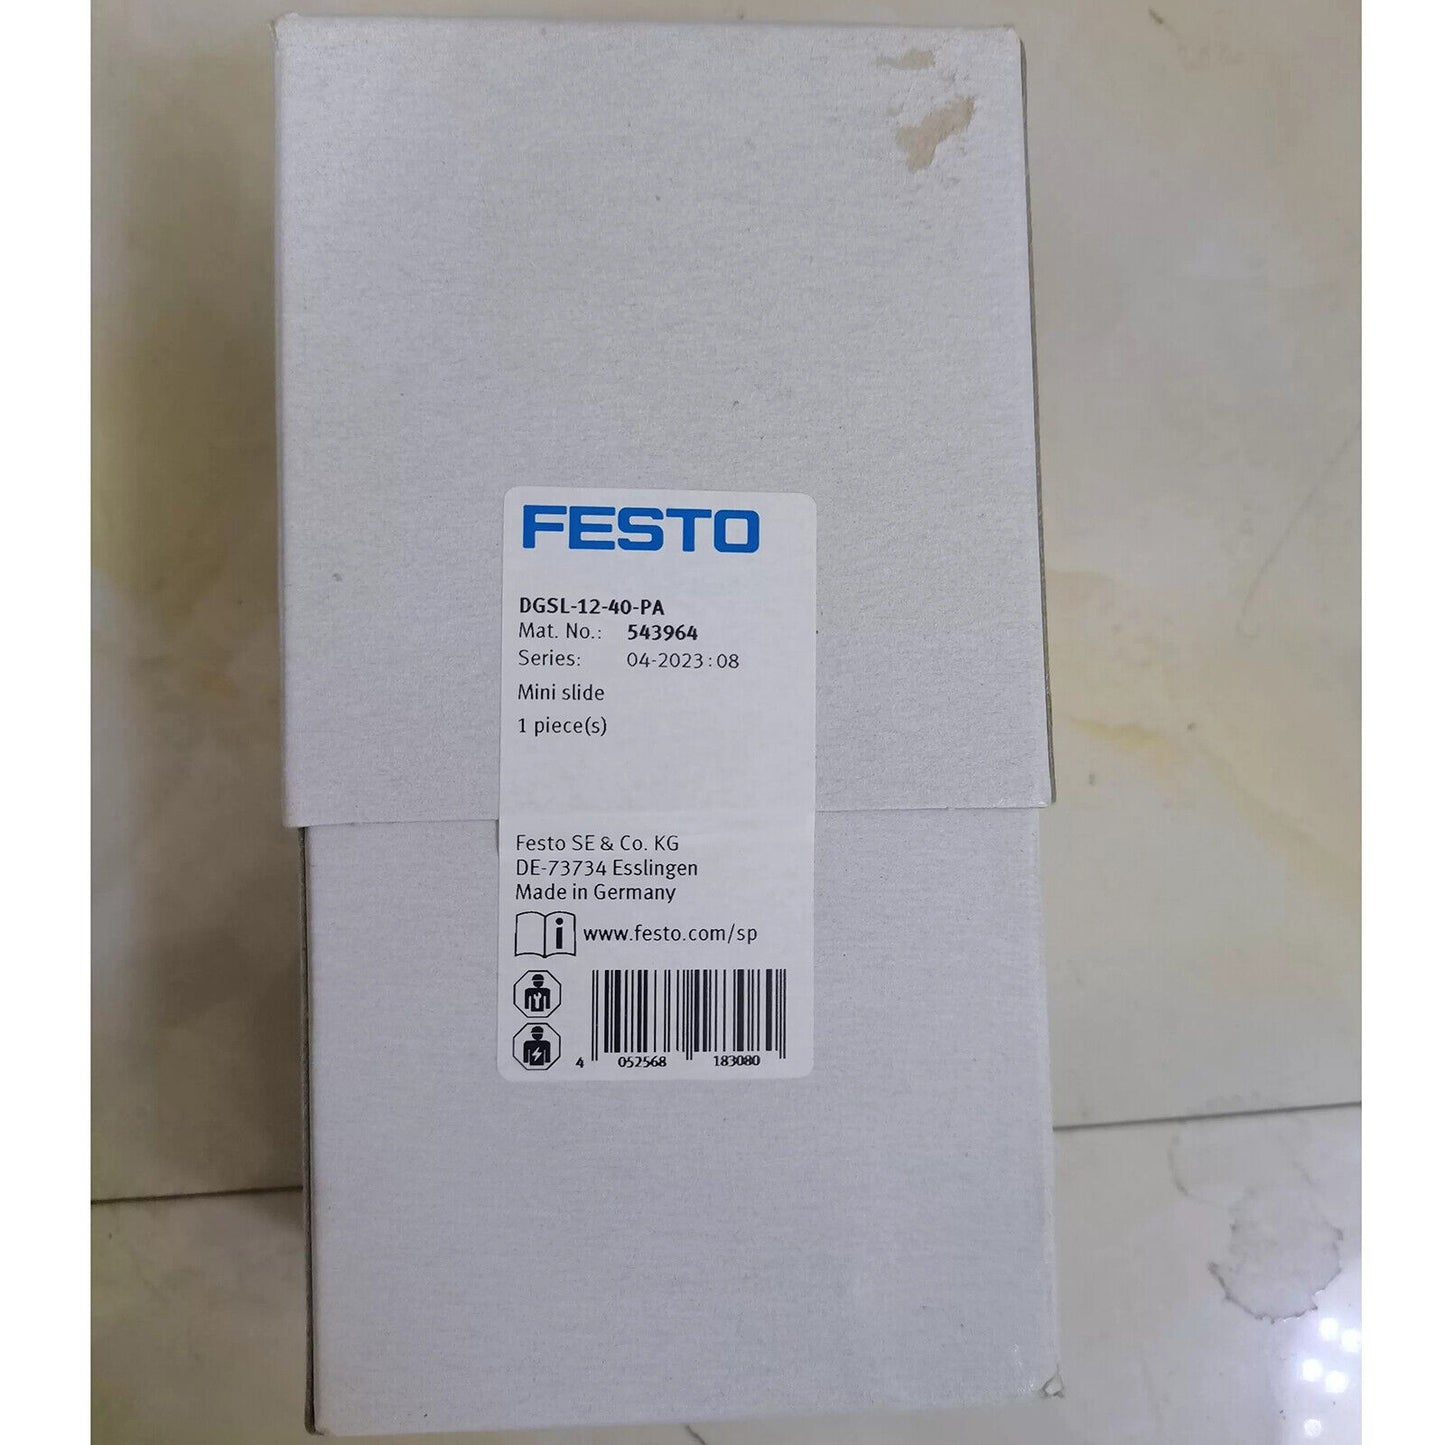 FESTO
DGSL-12-40-PA
Mat. No.: 543964
Series: 04-2023:08
Mini slide
1 piece(s)
Festo SE & Co. KG
DE-73734 Esslingen
Made in Germany
i www.festo.com/sp
4 052568 183080